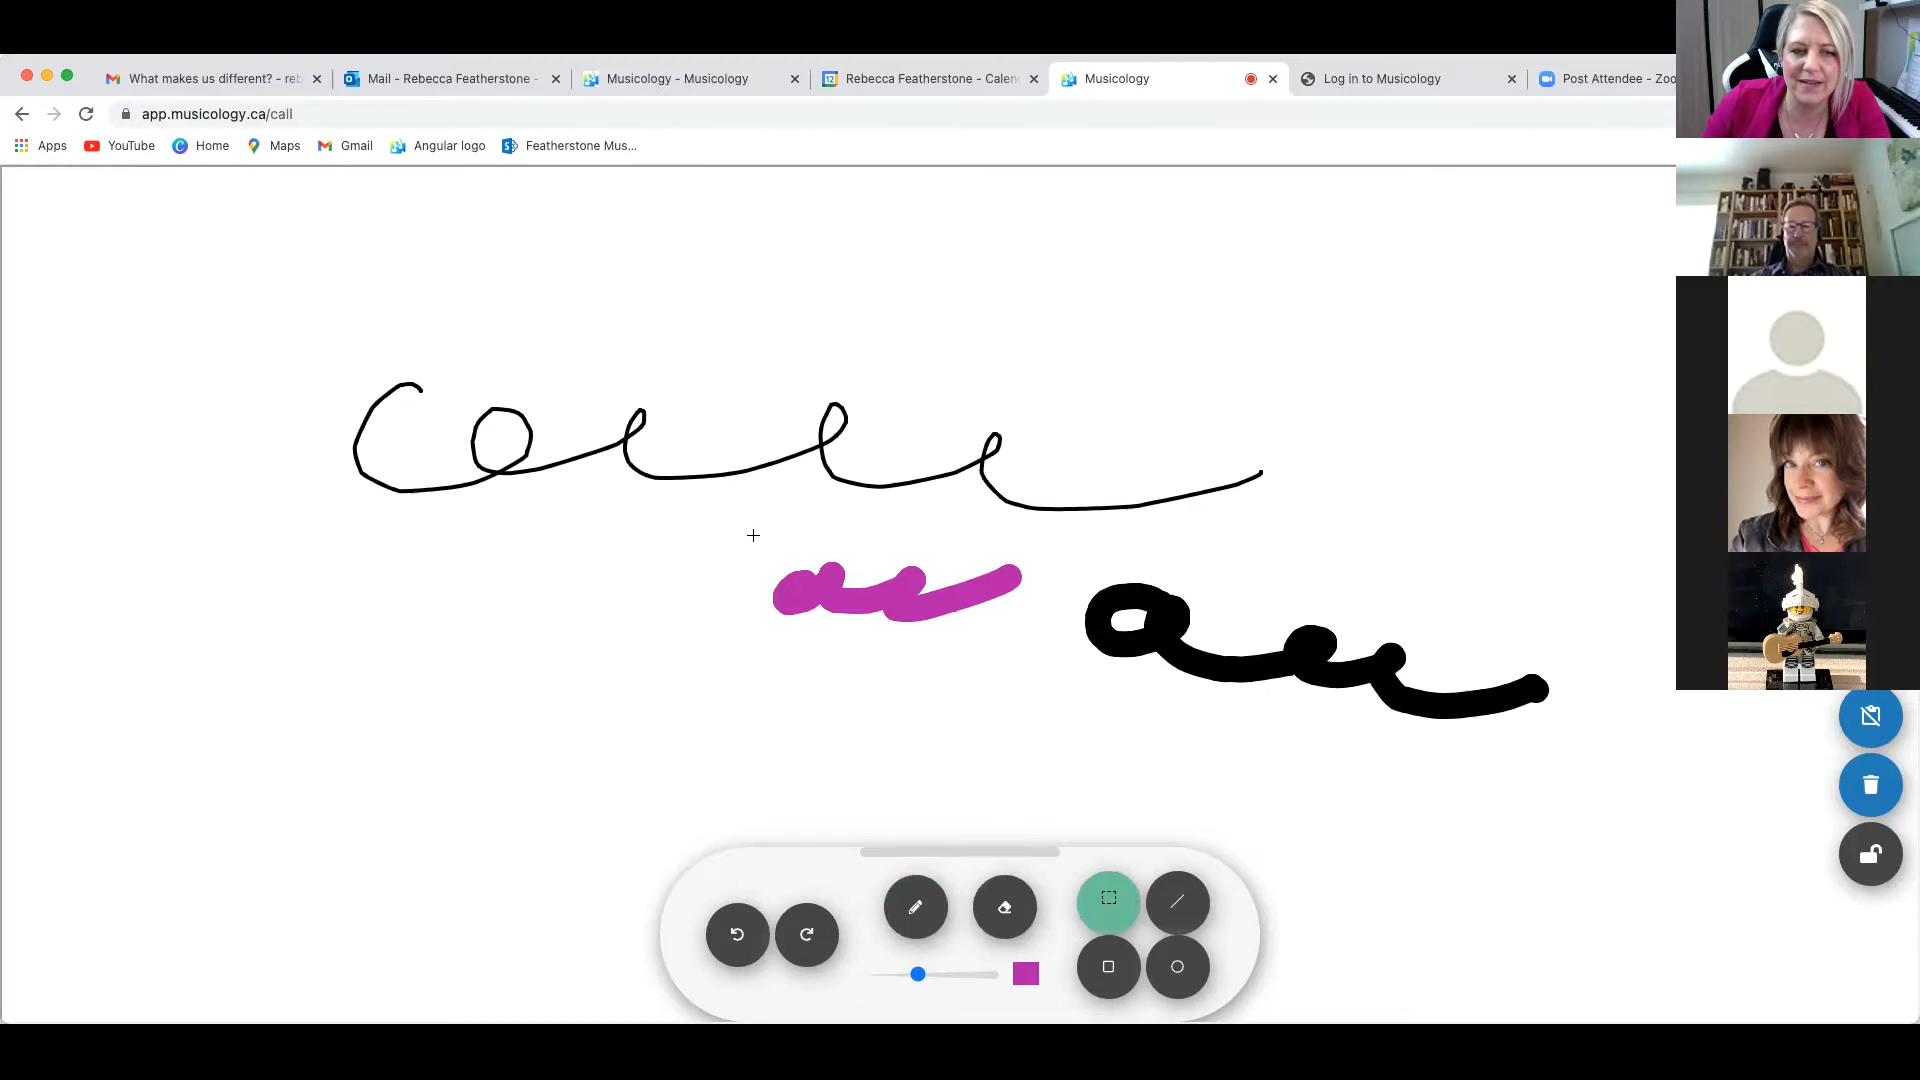 What makes us different? - reb
Mail - Rebecca Featherstone -
Musicology - Musicology
Rebecca Featherstone - Calen
Musicology
Log in to Musicology
Post Attendee - Zoo
app.musicology.ca/call
Apps YouTube Home Maps Gmail Angular logo Featherstone Mus...